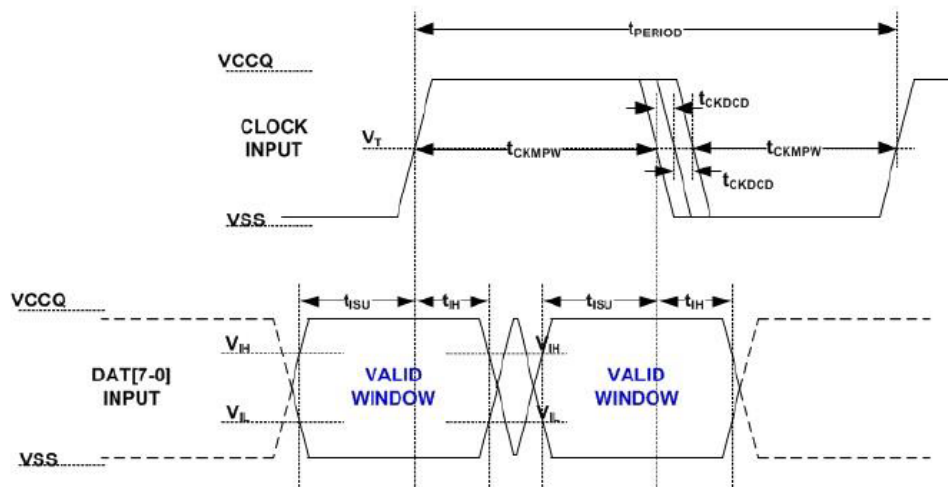 tPERIOD
VCCQ
tCKDCD
CLOCK
INPUT
VT
tCKMPW
tCKMPW
tCKDCD
VSS
VCCQ
tISU
tIH
tISU
tIH
VIH
VIH
DAT[7-0]
INPUT
VALID
WINDOW
VALID
WINDOW
VIL
VIL
VSS